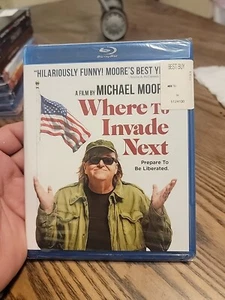 "HILARIOUSLY FUNNY! MOORE'S BEST
A FILM BY MICHAEL MOOR
Where To
Invade
Next
Prepare To
Be Liberated.